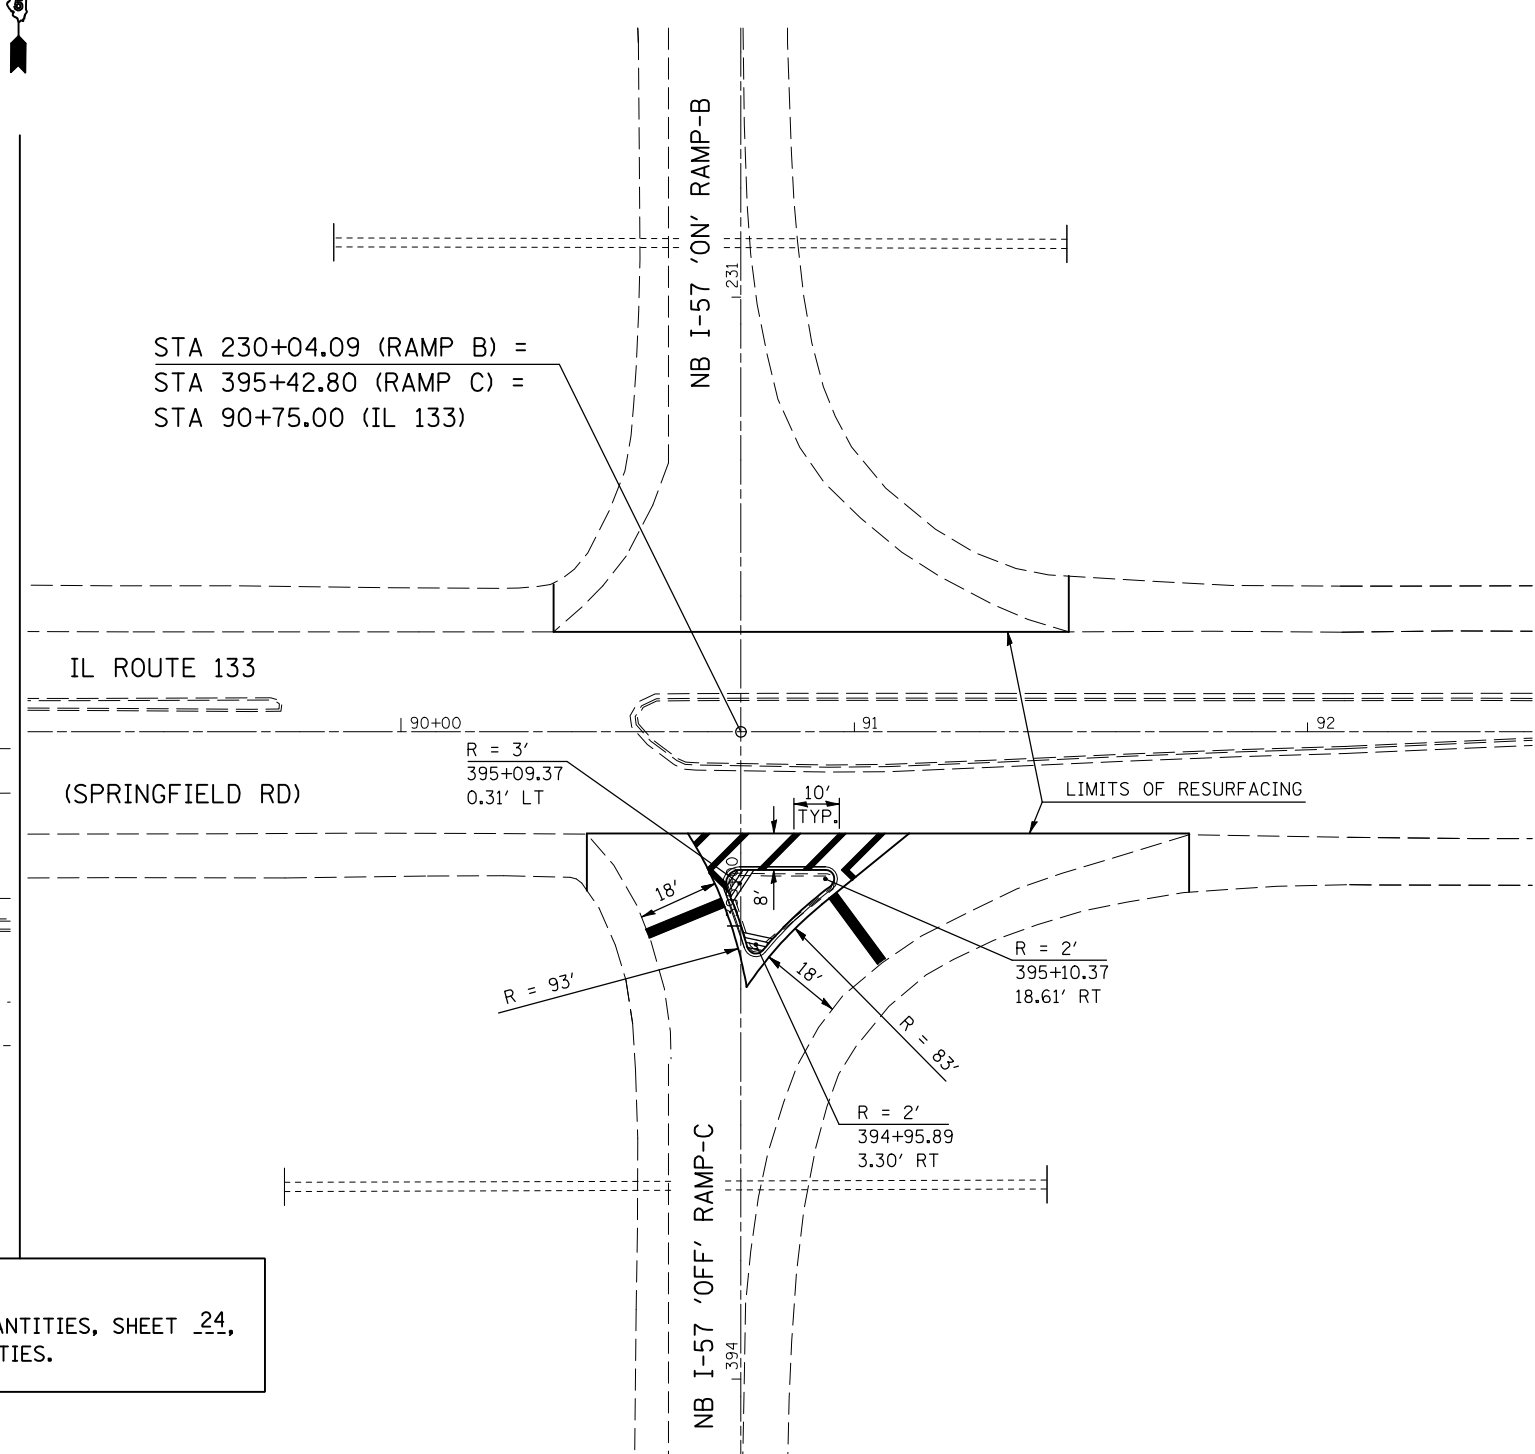 NB I-57 'ON' RAMP-B
231
STA 230+04.09 (RAMP B) =
STA 395+42.80 (RAMP C) =
STA 90+75.00 (IL 133)
IL ROUTE 133
90+00
91
92
R = 3'
395+09.37
0.31' LT
(SPRINGFIELD RD)
LIMITS OF RESURFACING
10'
TYP.
18'
8'
R = 2'
395+10.37
18.61' RT
R = 93'
18'
R = 83'
R = 2'
394+95.89
3.30' RT
NB I-57 'OFF' RAMP-C
394
ANTITIES, SHEET 24,
TIES.